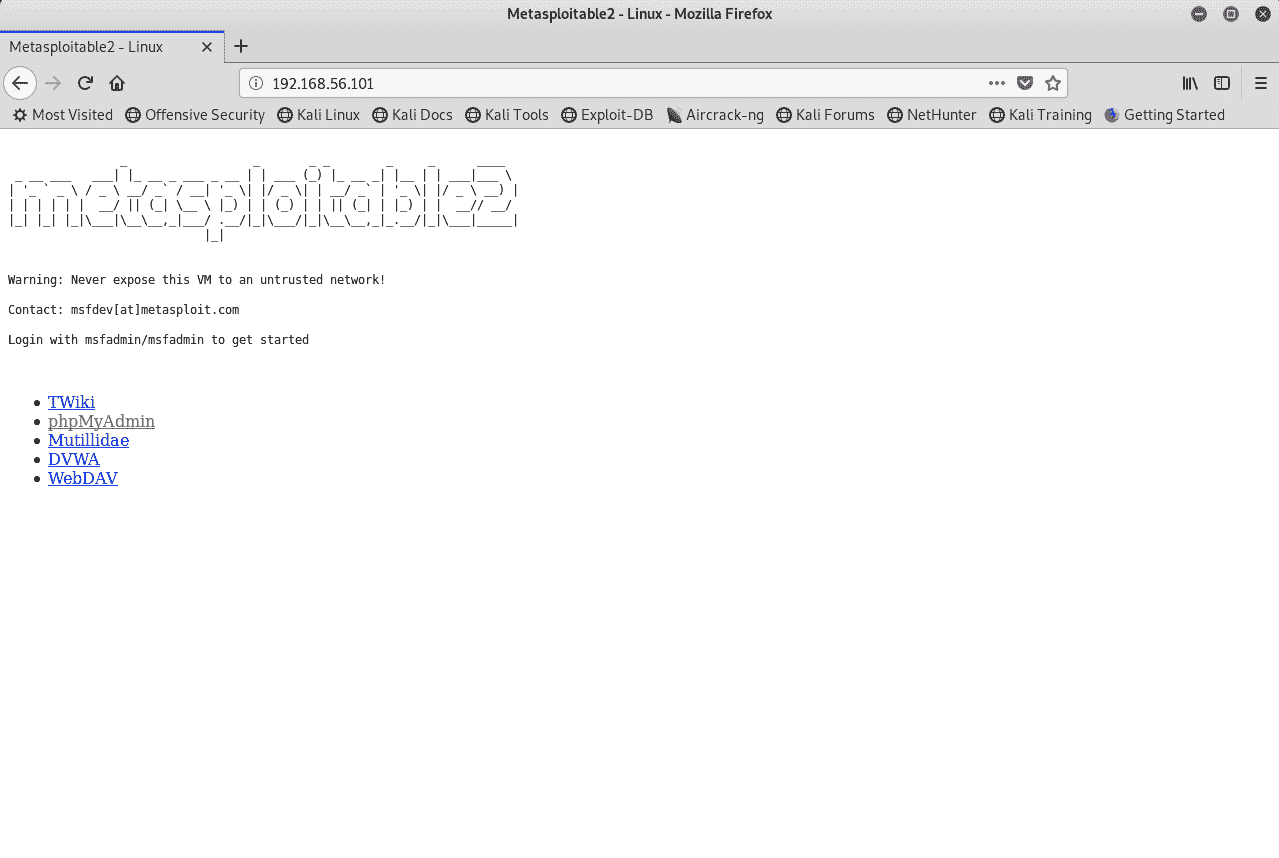 Metasploitable2 - Linux - Mozilla Firefox
Metasploitable2 - Linux
192.168.56.101
Most Visited Offensive Security Kali Linux Kali Docs Kali Tools Exploit-DB Aircrack-ng Kali Forums NetHunter Kali Training Getting Started
metasploitable2
Warning: Never expose this VM to an untrusted network!
Contact: msfdev[at]metasploit.com
Login with msfadmin/msfadmin to get started
TWiki
phpMyAdmin
Mutillidae
DVWA
WebDAV